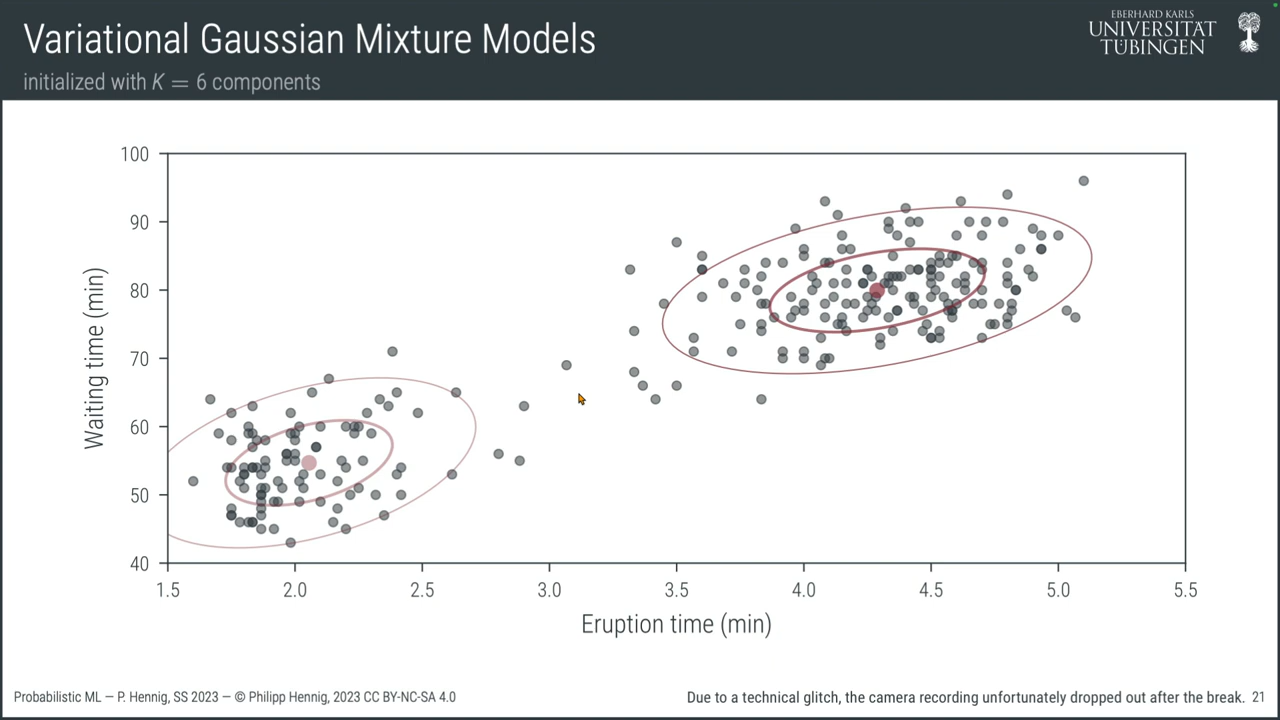 Variational Gaussian Mixture Models
initialized with K = 6 components
EBERHARD KARLS
UNIVERSITÄT
TÜBINGEN
100
90
80
70
60
50
40
Waiting time (min)
1.5 2.0 2.5 3.0 3.5 4.0 4.5 5.0 5.5
Eruption time (min)
Probabilistic ML — P. Hennig, SS 2023 — © Philipp Hennig, 2023 CC BY-NC-SA 4.0
Due to a technical glitch, the camera recording unfortunately dropped out after the break. 21